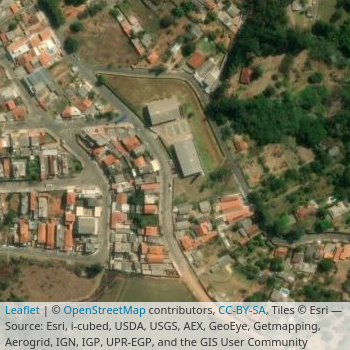 Leaflet | © OpenStreetMap contributors, CC-BY-SA, Tiles © Esri —
Source: Esri, i-cubed, USDA, USGS, AEX, GeoEye, Getmapping,
Aerogrid, IGN, IGP, UPR-EGP, and the GIS User Community